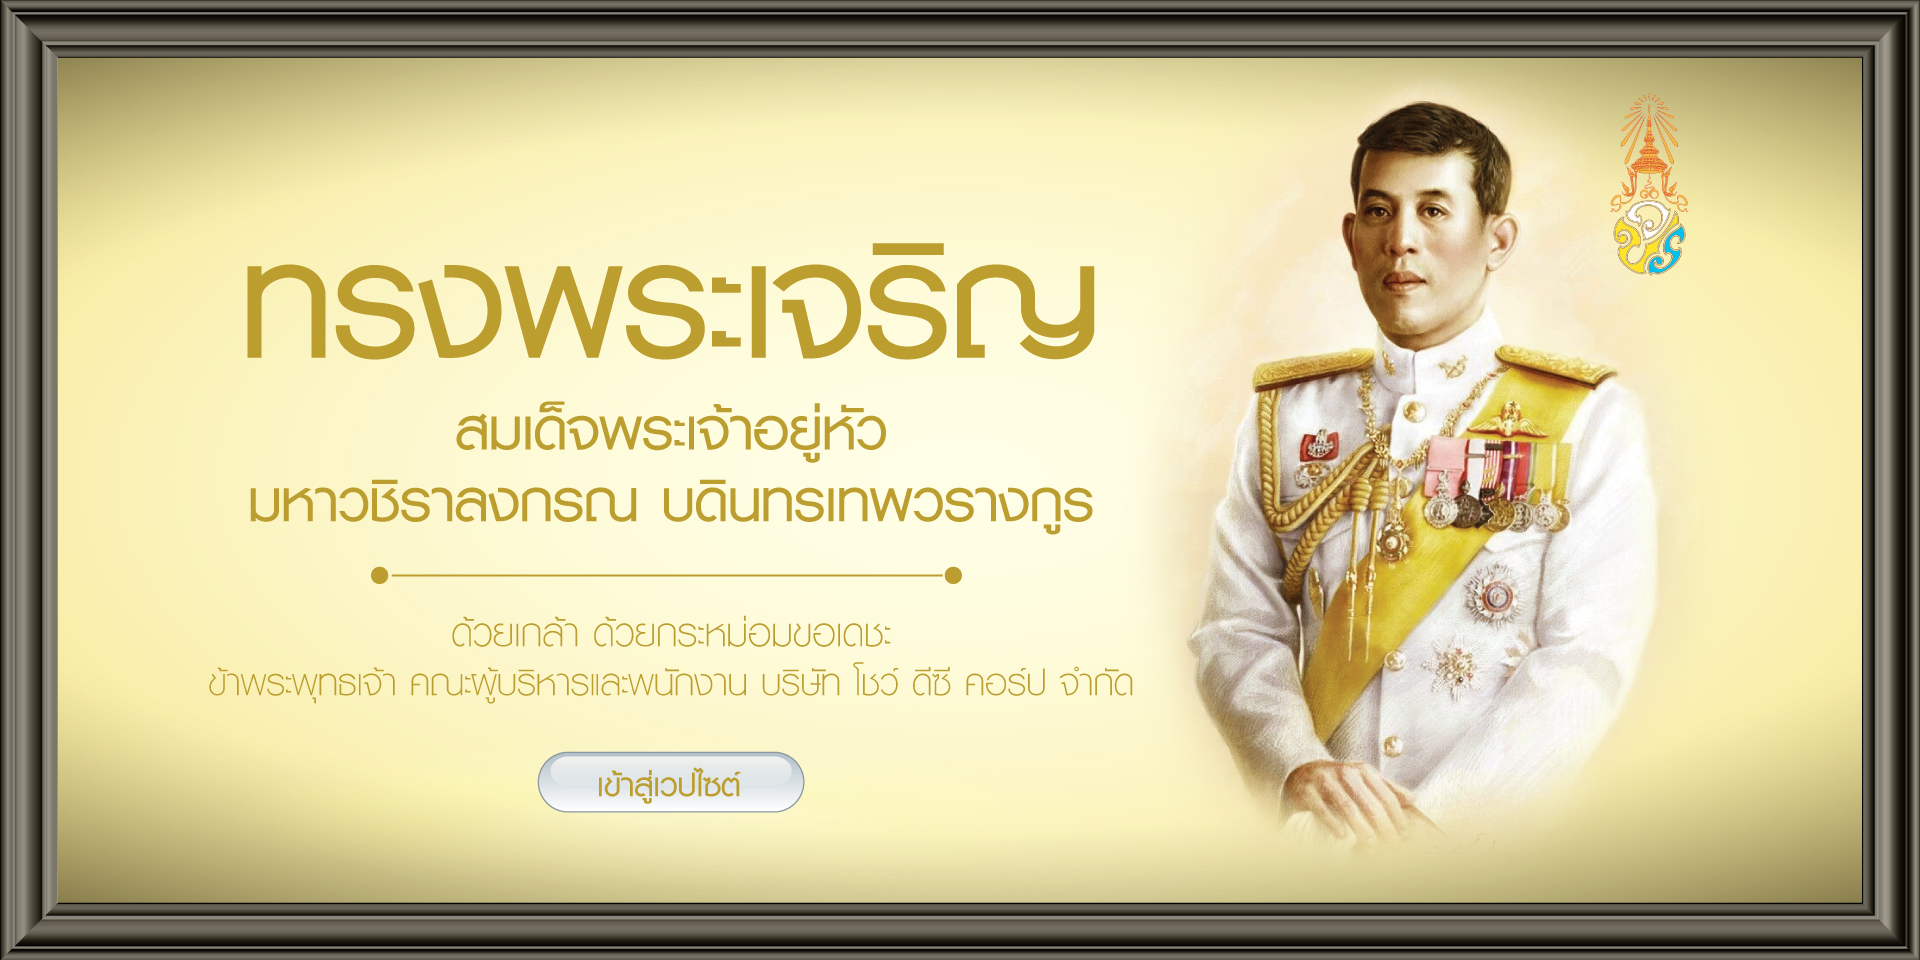 ทรงพระเจริญ
สมเด็จพระเจ้าอยู่หัว
มหาวชิราลงกรณ บดินทรเทพวรางกูร
ด้วยเกล้า ด้วยกระหม่อมขอเดชะ
ข้าพระพุทธเจ้า คณะผู้บริหารและพนักงาน บริษัท โชว์ ดีซี คอร์ป จำกัด
เข้าสู่เวปไซต์